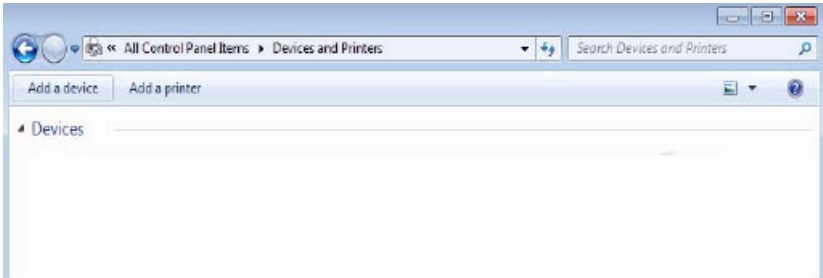 « All Control Panel Items ▸ Devices and Printers Search Devices and Printers
Add a device Add a printer
Devices